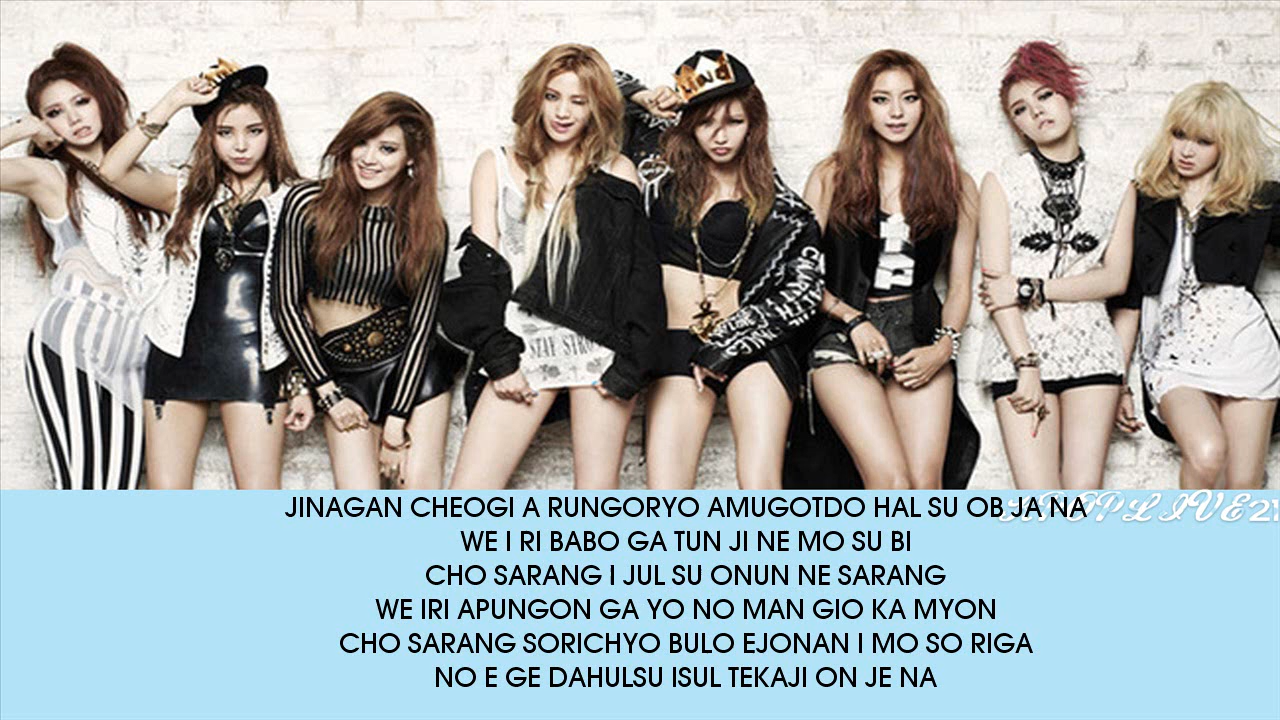 STAY STRONG
JINAGAN CHEOGI A RUNGORYO AMUGOTDO HAL SU OB JA NA
WE I RI BABO GA TUN JI NE MO SU BI
CHO SARANG I JUL SU ONUN NE SARANG
WE IRI APUNGON GA YO NO MAN GIO KA MYON
CHO SARANG SORICHYO BULO EJONAN I MO SO RIGA
NO E GE DAHULSU ISUL TEKAJI ON JE NA